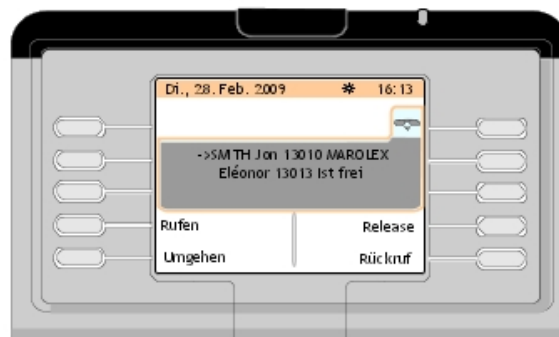 Di., 28. Feb. 2009 16:13
->SMITH Jon 13010 MAROLEX
Eléonor 13013 Ist frei
Rufen Release
Umgehen Rückruf